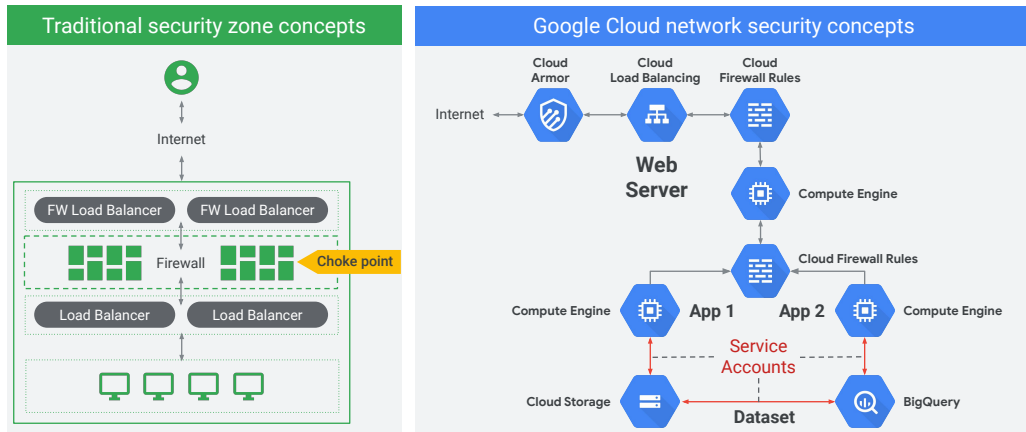 Traditional security zone concepts
Internet
FW Load Balancer
FW Load Balancer
Firewall
Choke point
Load Balancer
Load Balancer
Google Cloud network security concepts
Cloud
Armor
Cloud
Load Balancing
Cloud
Firewall Rules
Internet
Web
Server
Compute Engine
Cloud Firewall Rules
Compute Engine
App 1
App 2
Compute Engine
Service
Accounts
Cloud Storage
Dataset
BigQuery